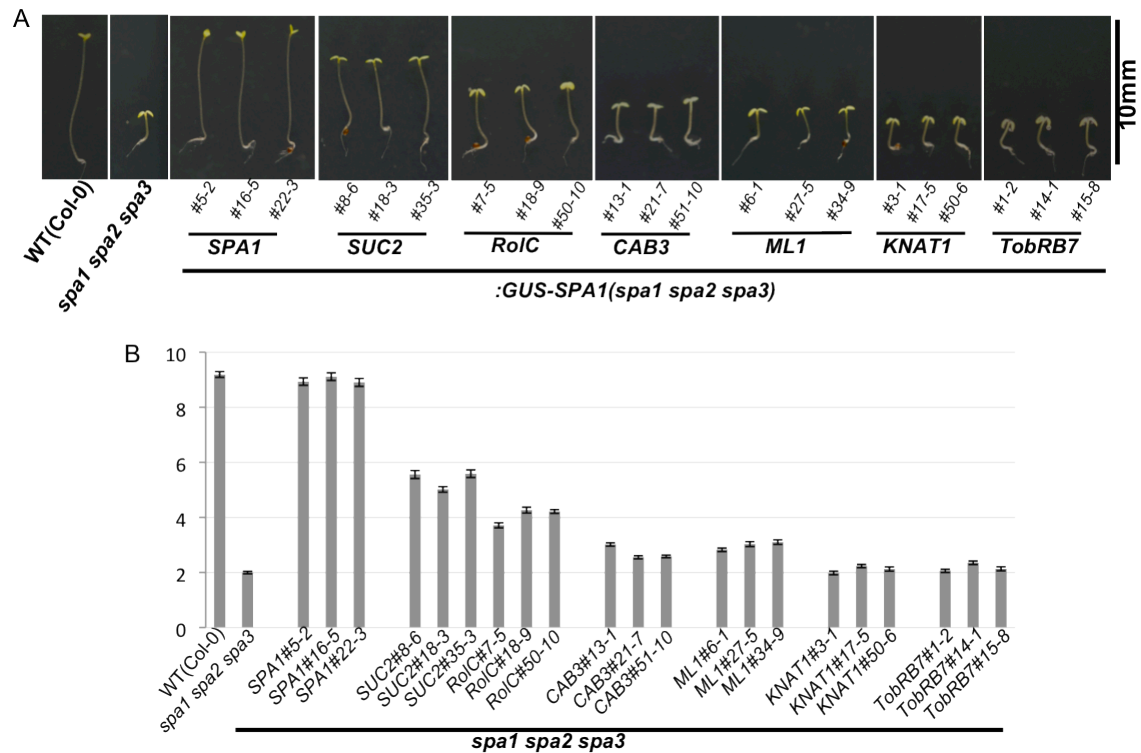 A
10mm
WT(Col-0)
spa1 spa2 spa3
#5-2
#16-5
#22-3
#8-6
#18-3
#35-3
#7-5
#18-9
#50-10
#13-1
#21-7
#51-10
#6-1
#27-5
#34-9
#3-1
#17-5
#50-6
#1-2
#14-1
#15-8
SPA1
SUC2
RolC
CAB3
ML1
KNAT1
TobRB7
:GUS-SPA1(spa1 spa2 spa3)
B
10
8
6
4
2
0
WT(Col-0)
spa1 spa2 spa3
SPA1#5-2
SPA1#16-5
SPA1#22-3
SUC2#8-6
SUC2#18-3
SUC2#35-3
RolC#7-5
RolC#18-9
RolC#50-10
CAB3#13-1
CAB3#21-7
CAB3#51-10
ML1#6-1
ML1#27-5
ML1#34-9
KNAT1#3-1
KNAT1#17-5
KNAT1#50-6
TobRB7#1-2
TobRB7#14-1
TobRB7#15-8
spa1 spa2 spa3